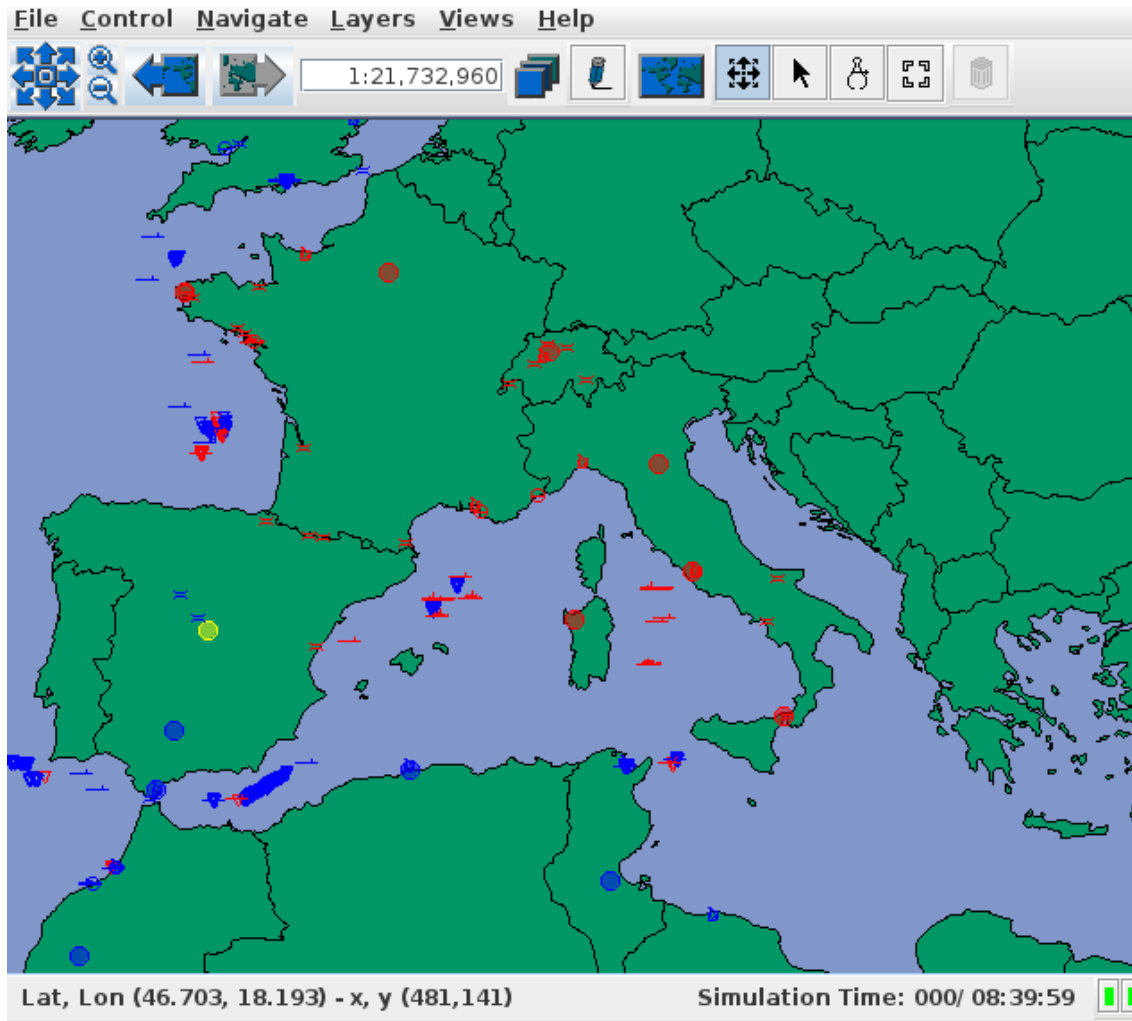 File Control Navigate Layers Views Help
1:21,732,960
Lat, Lon (46.703, 18.193) - x, y (481,141) Simulation Time: 000/ 08:39:59